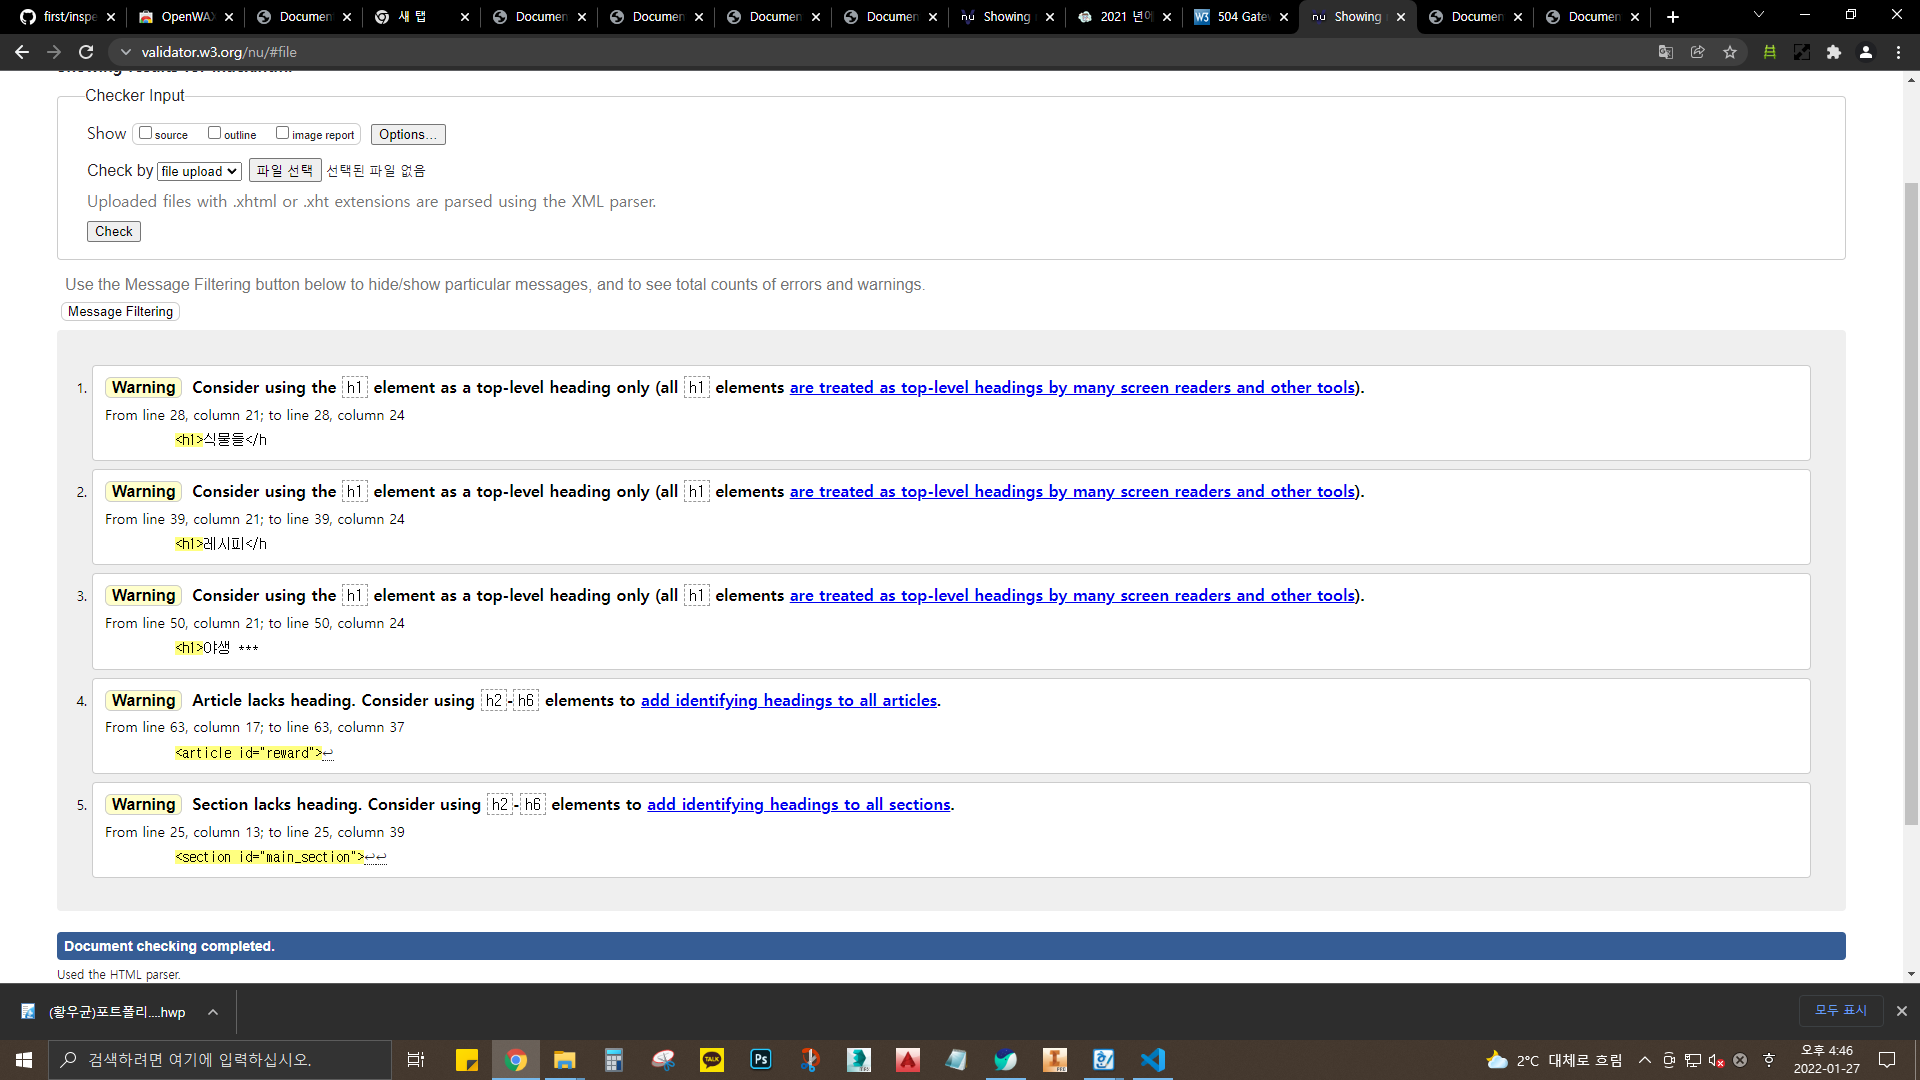 first/inspe
OpenWAX
Documen
새 탭
Documen
Documen
Documen
Documen
Showing
2021 년
504 Gate
Showing
Documen
Documen
validator.w3.org/nu/#file
Checker Input
Show source outline image report Options...
Check by file upload 파일 선택 선택된 파일 없음
Uploaded files with .xhtml or .xht extensions are parsed using the XML parser.
Check
Use the Message Filtering button below to hide/show particular messages, and to see total counts of errors and warnings.
Message Filtering
1. Warning Consider using the h1 element as a top-level heading only (all h1 elements are treated as top-level headings by many screen readers and other tools).
From line 28, column 21; to line 28, column 24
<h1>식물들</h
2. Warning Consider using the h1 element as a top-level heading only (all h1 elements are treated as top-level headings by many screen readers and other tools).
From line 39, column 21; to line 39, column 24
<h1>레시피</h
3. Warning Consider using the h1 element as a top-level heading only (all h1 elements are treated as top-level headings by many screen readers and other tools).
From line 50, column 21; to line 50, column 24
<h1>야생 ***
4. Warning Article lacks heading. Consider using h2-h6 elements to add identifying headings to all articles.
From line 63, column 17; to line 63, column 37
<article id="reward">↩
5. Warning Section lacks heading. Consider using h2-h6 elements to add identifying headings to all sections.
From line 25, column 13; to line 25, column 39
<section id="main_section">↩↩
Document checking completed.
Used the HTML parser.
(황우균)포트폴리....hwp
모두 표시
검색하려면 여기에 입력하십시오.
2°C 대체로 흐림
오후 4:46
2022-01-27